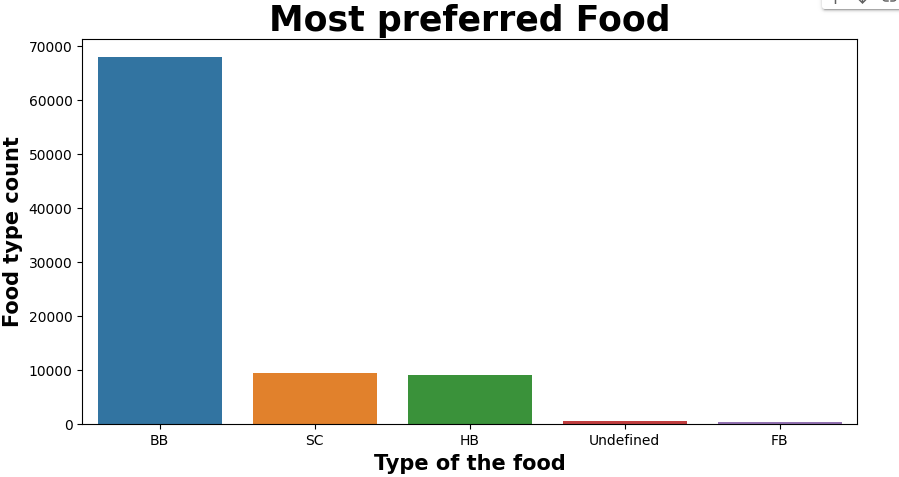 Most preferred Food
70000
60000
50000
40000
30000
20000
10000
0
Food type count
BB SC HB Undefined FB
Type of the food